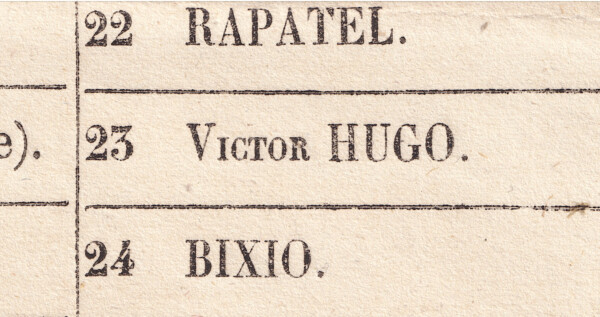 22 RAPATEL.
e). 23 Victor HUGO.
24 BIXIO.